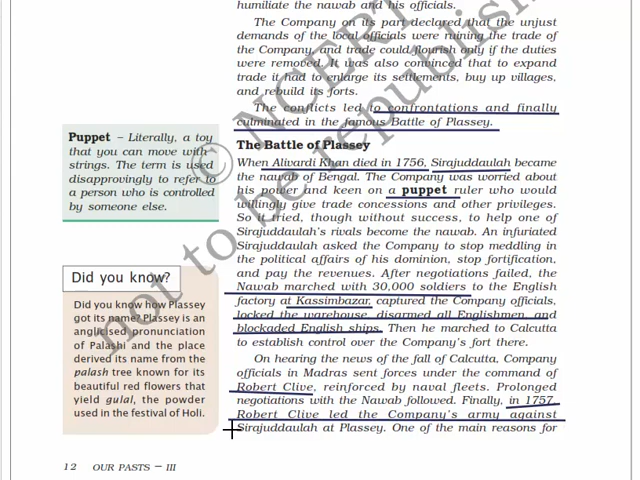 humiliate the nawab and his officials.
The Company on its part declared that the unjust
demands of the local officials were ruining the trade of
the Company, and trade could flourish only if the duties
were removed. It was also convinced that to expand
trade it had to enlarge its settlements, buy up villages,
and rebuild its forts.
The conflicts led to confrontations and finally
culminated in the famous Battle of Plassey.
Puppet – Literally, a toy
that you can move with
strings. The term is used
disapprovingly to refer to
a person who is controlled
by someone else.
The Battle of Plassey
When Alivardi Khan died in 1756, Sirajuddaulah became
the nawab of Bengal. The Company was worried about
his power and keen on a puppet ruler who would
willingly give trade concessions and other privileges.
So it tried, though without success, to help one of
Sirajuddaulah's rivals become the nawab. An infuriated
Sirajuddaulah asked the Company to stop meddling in
the political affairs of his dominion, stop fortification,
and pay the revenues. After negotiations failed, the
Nawab marched with 30,000 soldiers to the English
factory at Kassimbazar, captured the Company officials,
locked the warehouse, disarmed all Englishmen, and
blockaded English ships. Then he marched to Calcutta
to establish control over the Company's fort there.
Did you know?
Did you know how Plassey
got its name? Plassey is an
anglicised pronunciation
of Palashi and the place
derived its name from the
palash tree known for its
beautiful red flowers that
yield gulal, the powder
used in the festival of Holi.
On hearing the news of the fall of Calcutta, Company
officials in Madras sent forces under the command of
Robert Clive, reinforced by naval fleets. Prolonged
negotiations with the Nawab followed. Finally, in 1757,
Robert Clive led the Company's army against
Sirajuddaulah at Plassey. One of the main reasons for
12 OUR PASTS – III
© NCERT
not to be republish